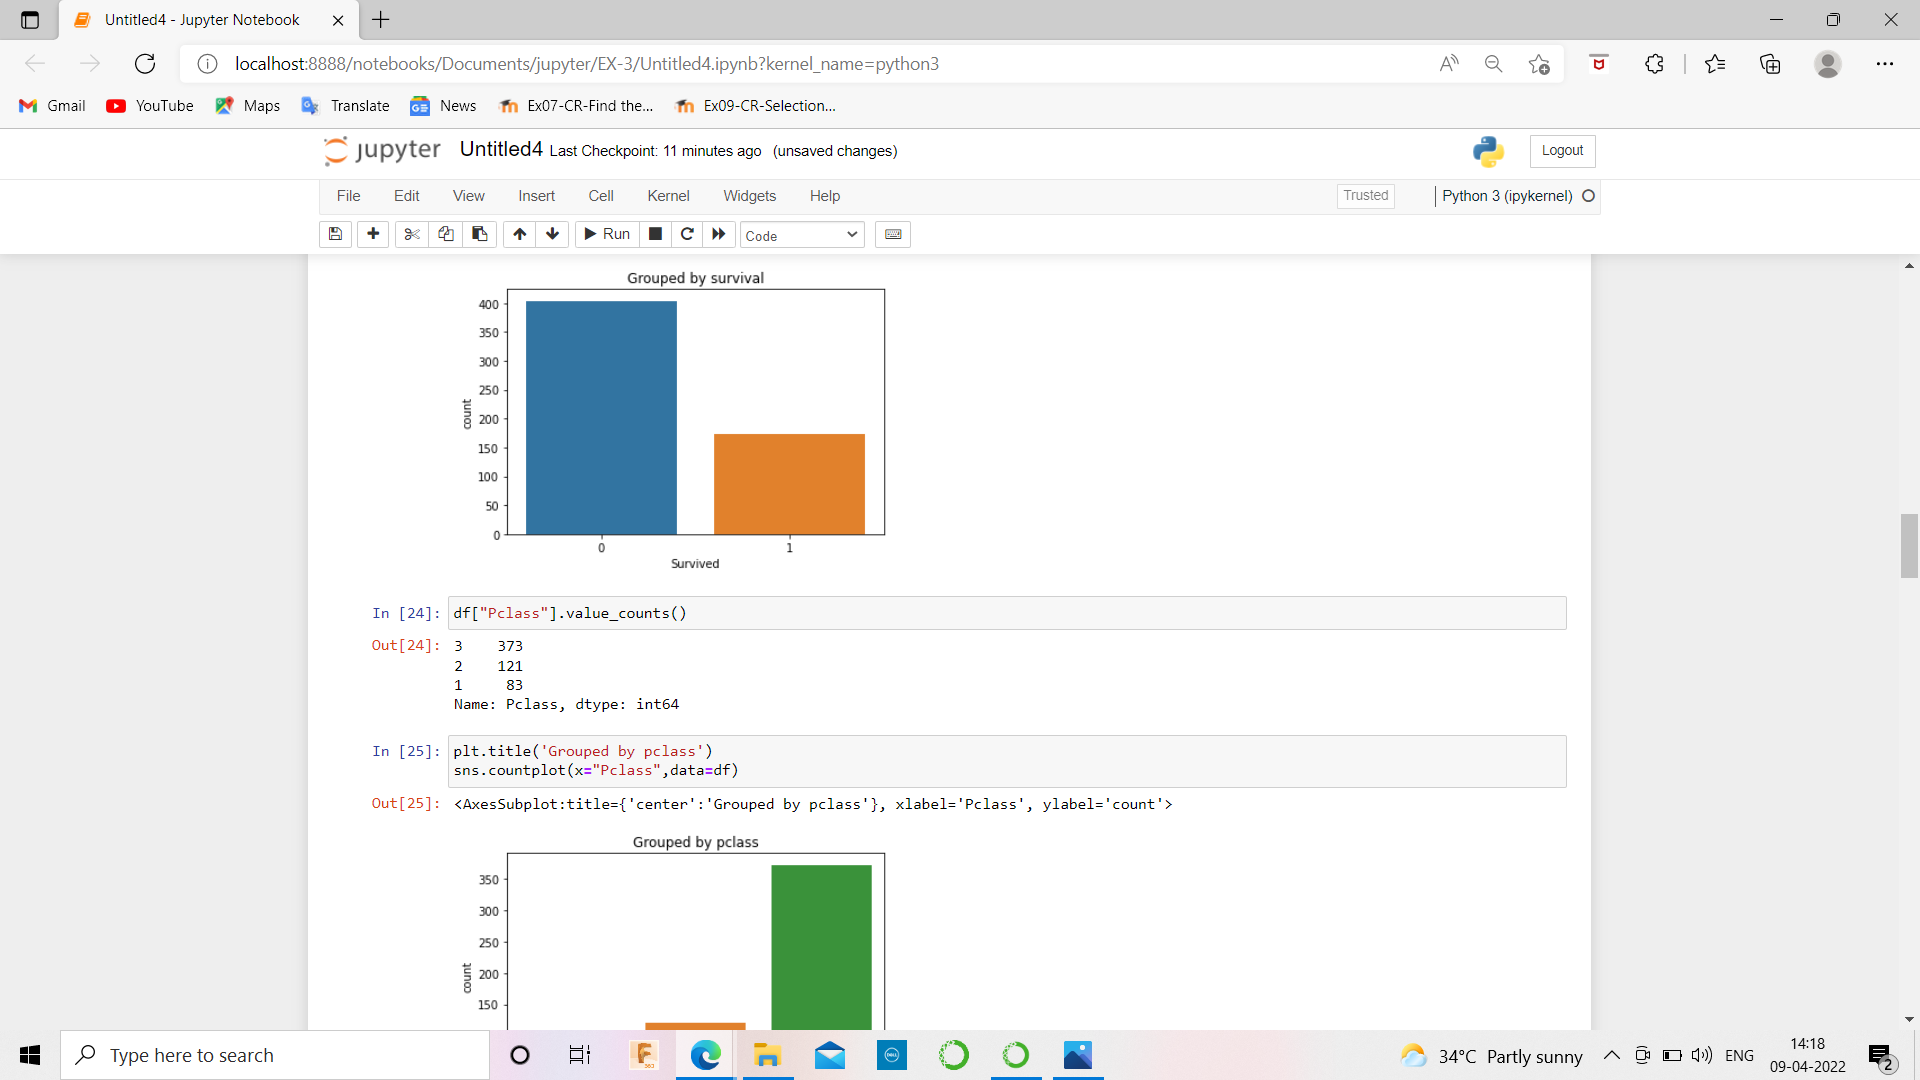 Untitled4 - Jupyter Notebook
localhost:8888/notebooks/Documents/jupyter/EX-3/Untitled4.ipynb?kernel_name=python3
Gmail YouTube Maps Translate News Ex07-CR-Find the... Ex09-CR-Selection...
jupyter Untitled4 Last Checkpoint: 11 minutes ago (unsaved changes) Logout
File Edit View Insert Cell Kernel Widgets Help Trusted Python 3 (ipykernel)
Run Code
Grouped by survival
400
350
300
250
200
150
100
50
0
count
0 1
Survived
In [24]: df["Pclass"].value_counts()
Out[24]: 3 373
2 121
1 83
Name: Pclass, dtype: int64
In [25]: plt.title('Grouped by pclass')
sns.countplot(x="Pclass",data=df)
Out[25]: <AxesSubplot:title={'center':'Grouped by pclass'}, xlabel='Pclass', ylabel='count'>
Grouped by pclass
350
300
250
200
150
count
Type here to search
34°C Partly sunny
ENG
14:18
09-04-2022
2